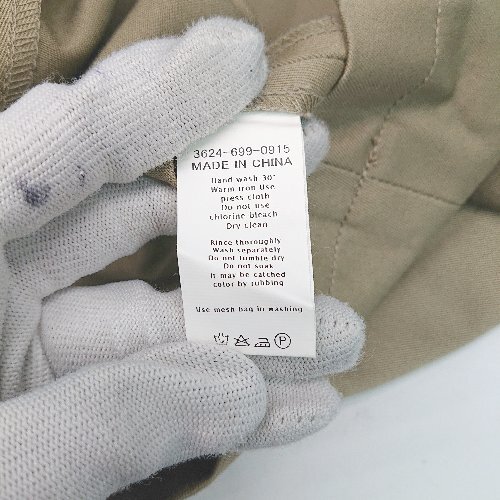 3624-699-0915
MADE IN CHINA
Hand wash 30°
Warm iron Use
press cloth
Do not use
chlorine bleach
Dry clean
Rince thoroughly
Wash separately
Do not tumble dry
Do not soak
It may be catched
color by rubbing
Use mesh bag in washing
P